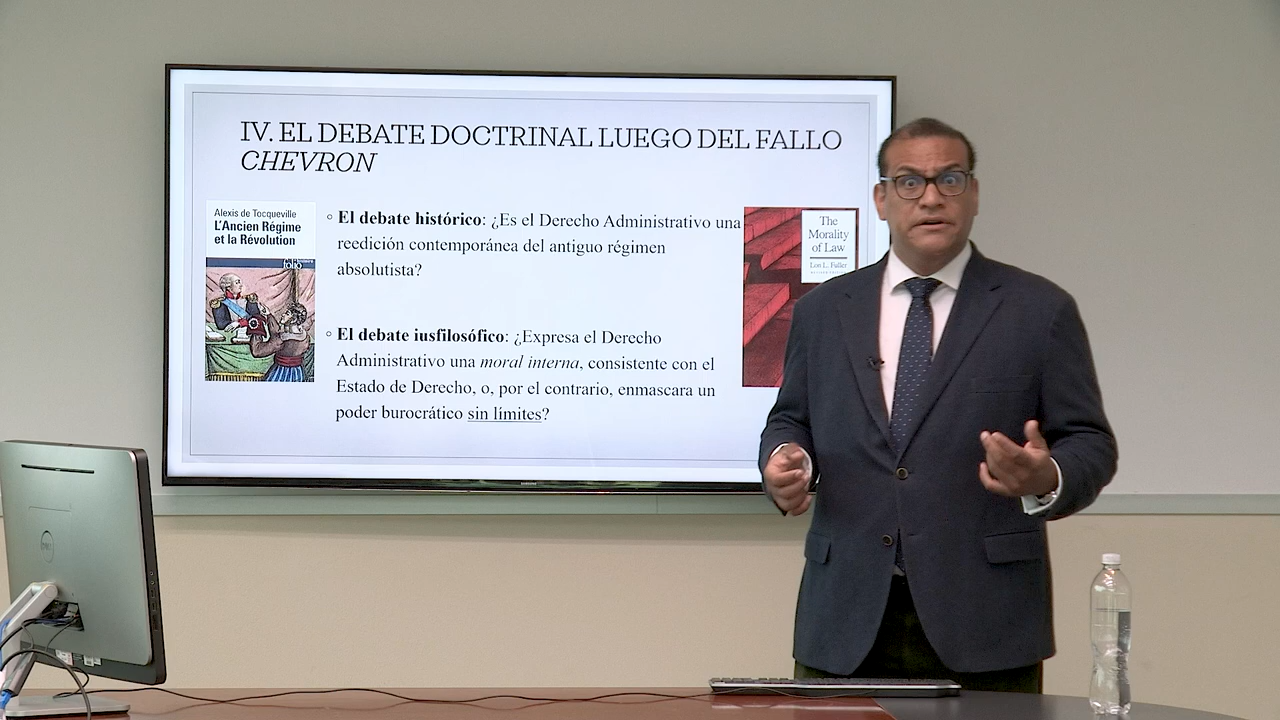 IV. EL DEBATE DOCTRINAL LUEGO DEL FALLO
CHEVRON
Alexis de Tocqueville
L'Ancien Régime
et la Révolution
folio
◦ El debate histórico: ¿Es el Derecho Administrativo una
reedición contemporánea del antiguo régimen
absolutista?
◦ El debate iusfilosófico: ¿Expresa el Derecho
Administrativo una moral interna, consistente con el
Estado de Derecho, o, por el contrario, enmascara un
poder burocrático sin límites?
The
Morality
of Law
Lon L. Fuller
SAMSUNG
DELL